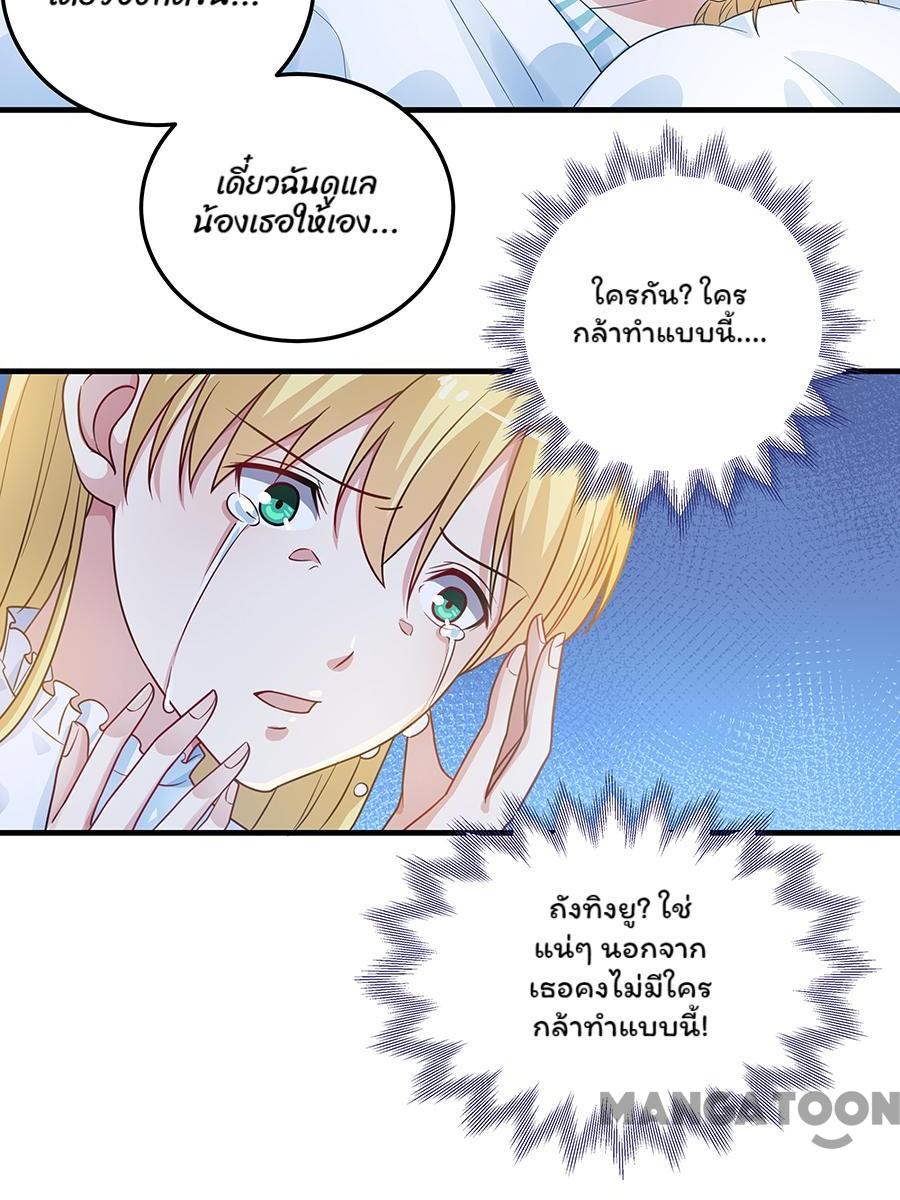 เดี๋ยวฉันดูแล
น้องเธอให้เอง...
ใครกัน? ใคร
กล้าทำแบบนี้....
ถังทิงยู? ใช่
แน่ๆ นอกจาก
เธอคงไม่มีใคร
กล้าทำแบบนี้!
MANGATOON